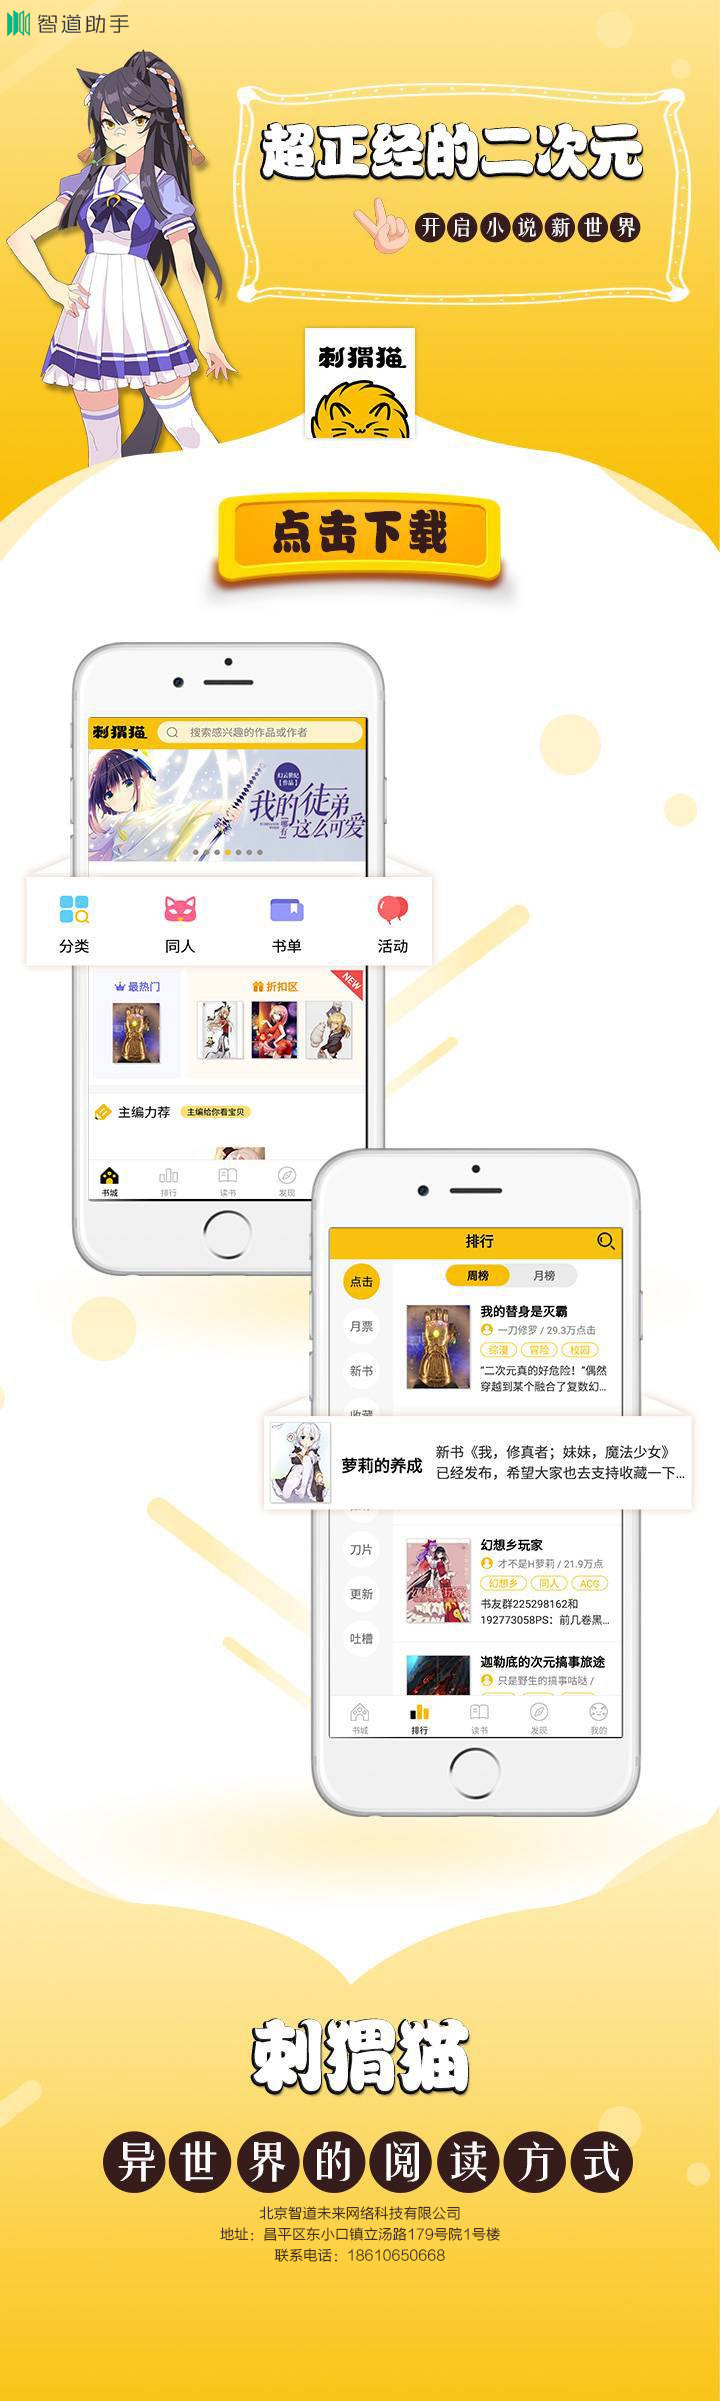 智道助手
超正经的二次元
开启小说新世界
刺猬猫
点击下载
刺猬猫
搜索感兴趣的作品或作者
幻云世纪
【作品】
我的徒弟
哪有
这么可爱
分类
同人
书单
活动
最热门
折扣区
NEW
主编力荐
主编给你看宝贝
书城
排行
读书
发现
排行
点击
周榜
月榜
我的替身是灭霸
月票
一刀修罗 / 29.3万点击
综漫
冒险
校园
新书
“二次元真的好危险！”偶然
穿越到某个融合了复数幻...
收藏
萝莉的养成
新书《我，修真者；妹妹，魔法少女》
已经发布，希望大家也去支持收藏一下...
幻想乡玩家
刀片
才不是H萝莉 / 21.9万点
幻想乡
同人
ACG
更新
书友群225298162和
192773058PS：前几卷黑...
吐槽
迦勒底的次元搞事旅途
只是野生的搞事咕哒 /
书城
排行
读书
发现
我的
刺猬猫
异世界的阅读方式
北京智道未来网络科技有限公司
地址：昌平区东小口镇立汤路179号院1号楼
联系电话：18610650668